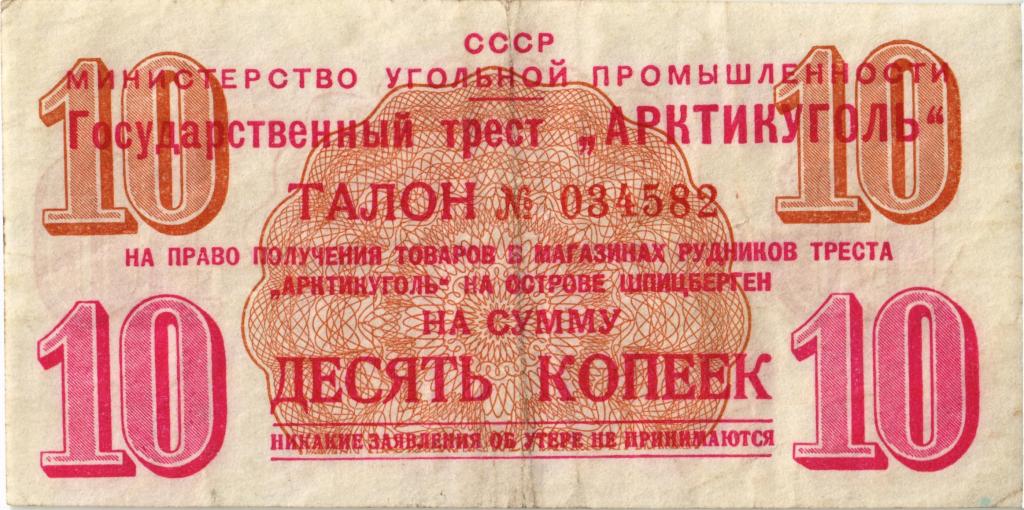 СССР
МИНИСТЕРСТВО УГОЛЬНОЙ ПРОМЫШЛЕННОСТИ
10 10
Государственный трест „АРКТИКУГОЛЬ“
ТАЛОН № 034582
НА ПРАВО ПОЛУЧЕНИЯ ТОВАРОВ В МАГАЗИНАХ РУДНИКОВ ТРЕСТА
„АРКТИКУГОЛЬ“ НА ОСТРОВЕ ШПИЦБЕРГЕН
НА СУММУ
10 ДЕСЯТЬ КОПЕЕК 10
НИКАКИЕ ЗАЯВЛЕНИЯ ОБ УТЕРЕ НЕ ПРИНИМАЮТСЯ